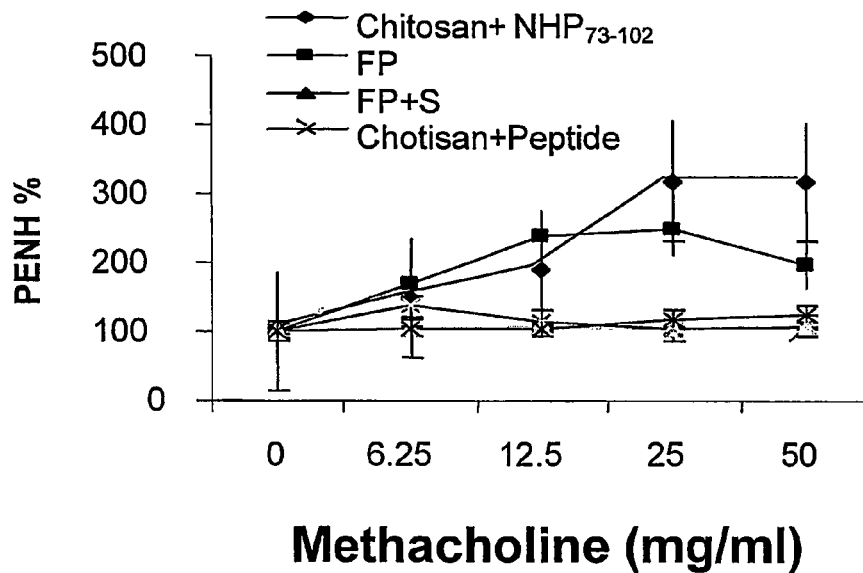 Chitosan+ NHP73-102
FP
FP+S
Chotisan+Peptide
500
400
300
200
100
0
PENH %
0 6.25 12.5 25 50
Methacholine (mg/ml)